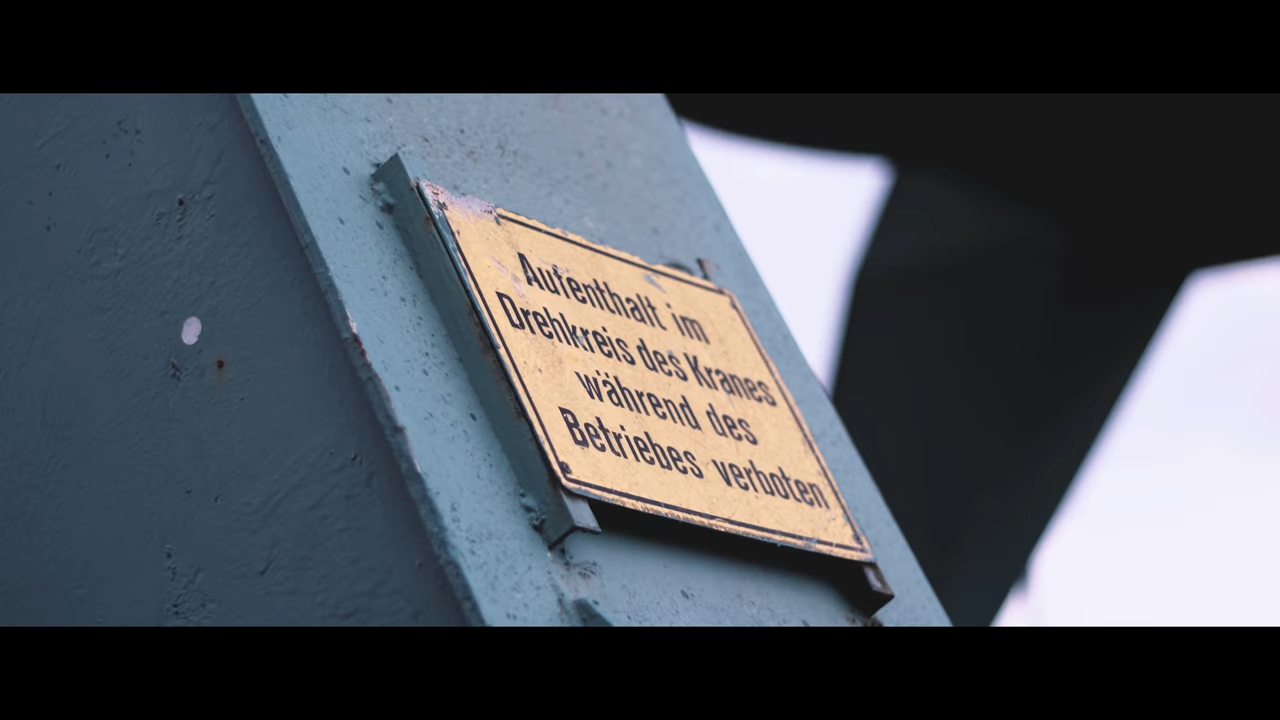 Aufenthalt im
Drehkreis des Kranes
während des
Betriebes verboten